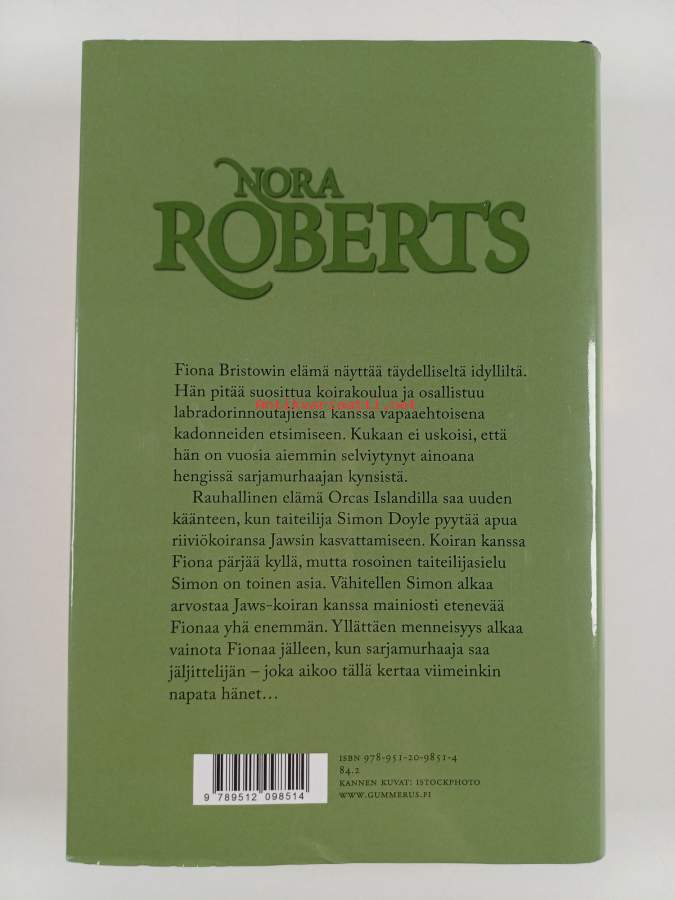 NORA
ROBERTS
Fiona Bristowin elämä näyttää täydelliseltä idylliltä.
Hän pitää suosittua koirakoulua ja osallistuu
labradorinnoutajiensa kanssa vapaaehtoisena
antikvariaatti.net
kadonneiden etsimiseen. Kukaan ei uskoisi, että
hän on vuosia aiemmin selviytynyt ainoana
hengissä sarjamurhaajan kynsistä.
Rauhallinen elämä Orcas Islandilla saa uuden
käänteen, kun taiteilija Simon Doyle pyytää apua
riiviökoiransa Jawsin kasvattamiseen. Koiran kanssa
Fiona pärjää kyllä, mutta rosoinen taiteilijasielu
Simon on toinen asia. Vähitellen Simon alkaa
arvostaa Jaws-koiran kanssa mainiosti etenevää
Fionaa yhä enemmän. Yllättäen menneisyys alkaa
vainota Fionaa jälleen, kun sarjamurhaaja saa
jäljittelijän – joka aikoo tällä kertaa viimeinkin
napata hänet…
ISBN 978-951-20-9851-4
84.2
KANNEN KUVAT: ISTOCKPHOTO
WWW.GUMMERUS.FI
9 789512 098514